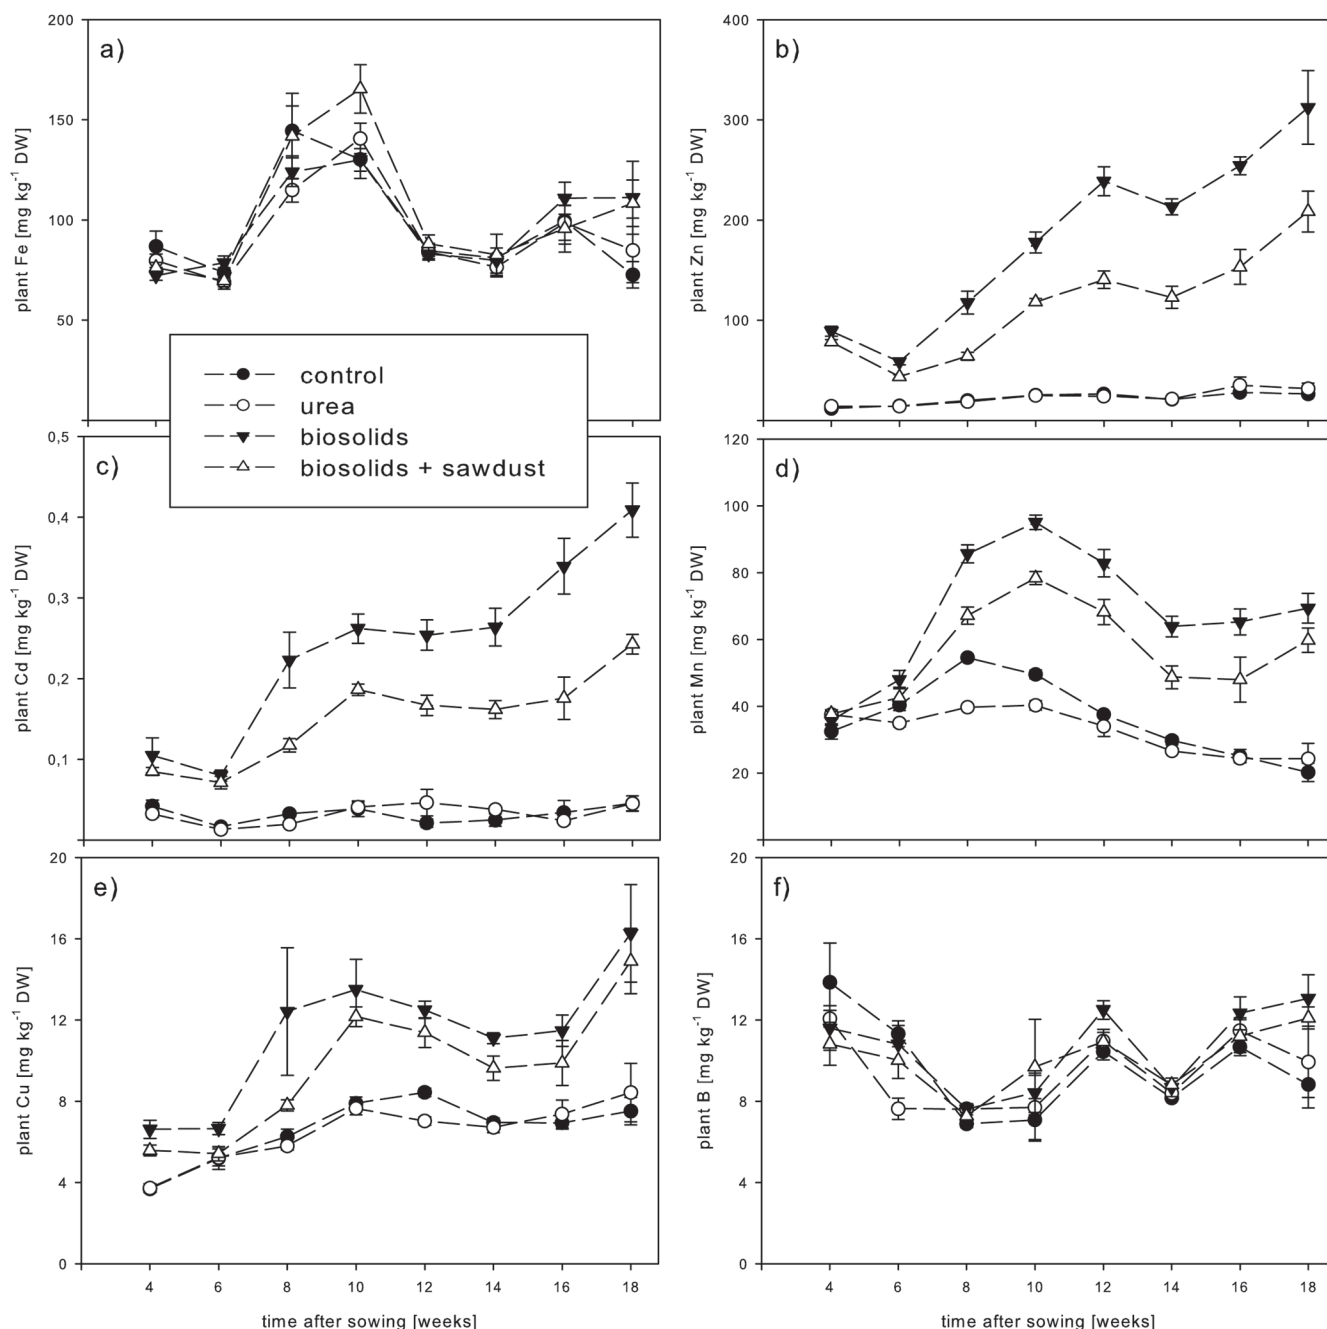 a)
200
150
100
50
plant Fe [mg kg-1 DW]
b)
400
300
200
100
plant Zn [mg kg-1 DW]
control
urea
biosolids
biosolids + sawdust
c)
0,5
0,4
0,3
0,2
0,1
plant Cd [mg kg-1 DW]
d)
120
100
80
60
40
20
plant Mn [mg kg-1 DW]
e)
20
16
12
8
4
0
plant Cu [mg kg-1 DW]
4 6 8 10 12 14 16 18
time after sowing [weeks]
f)
20
16
12
8
4
0
plant B [mg kg-1 DW]
4 6 8 10 12 14 16 18
time after sowing [weeks]